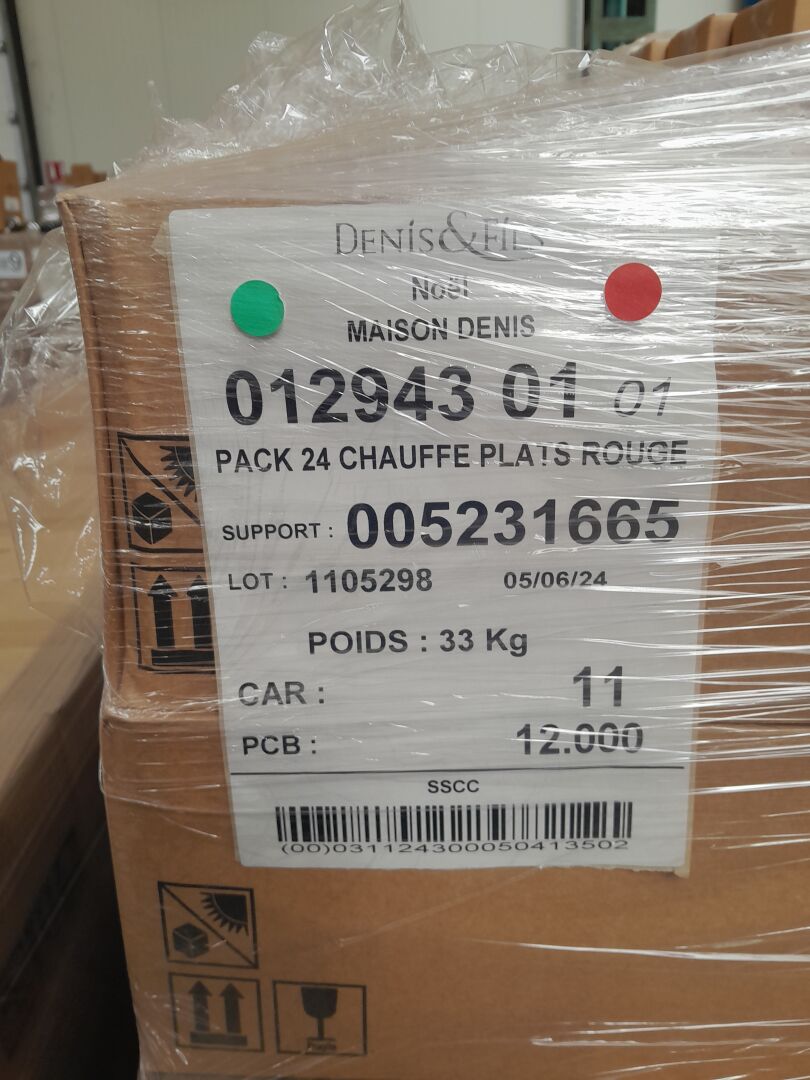 DENIS & FILS
Noël
MAISON DENIS
012943 01 01
PACK 24 CHAUFFE PLATS ROUGE
SUPPORT : 005231665
LOT : 1105298 05/06/24
POIDS : 33 Kg
CAR : 11
PCB : 12.000
SSCC
(00)031124300050413502